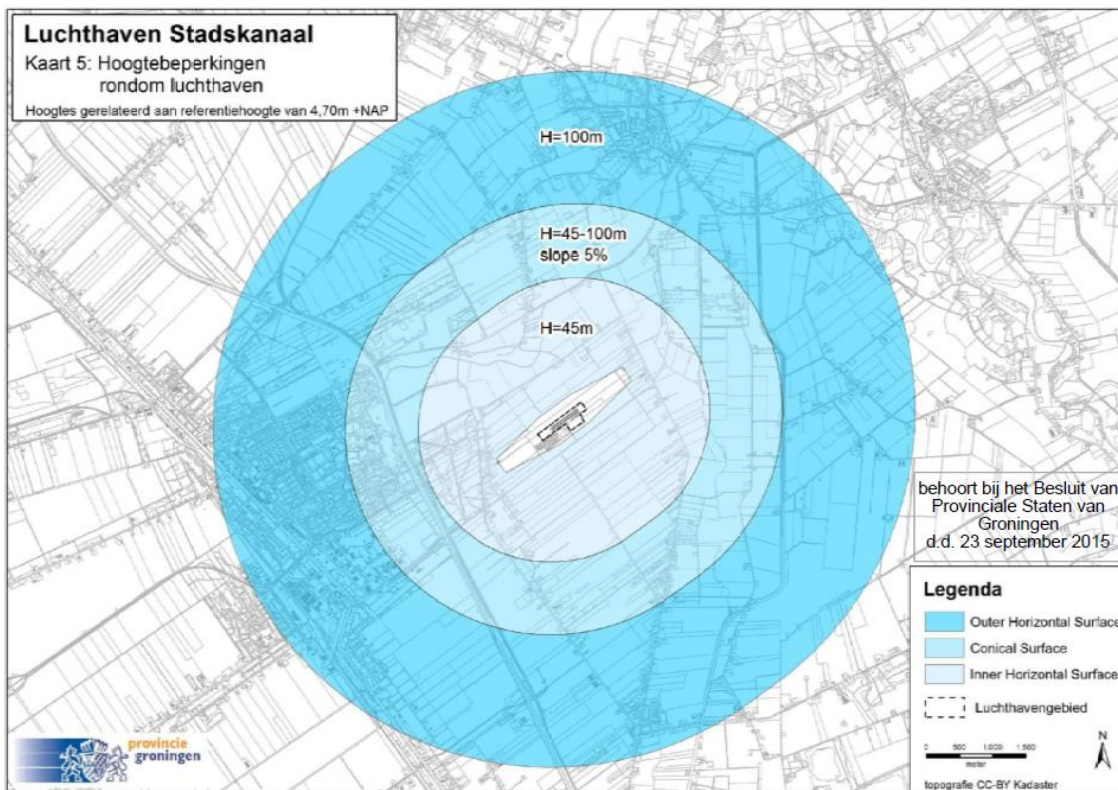 Luchthaven Stadskanaal
Kaart 5: Hoogtebeperkingen
rondom luchthaven
Hoogtes gerelateerd aan referentiehoogte van 4,70m +NAP
H=100m
H=45-100m
slope 5%
H=45m
behoort bij het Besluit van
Provinciale Staten van
Groningen
d.d. 23 september 2015
Legenda
Outer Horizontal Surface
Conical Surface
Inner Horizontal Surface
Luchthavengebied
0 500 1.000 1.500
meter
N
topografie CC-BY Kadaster
provincie
groningen